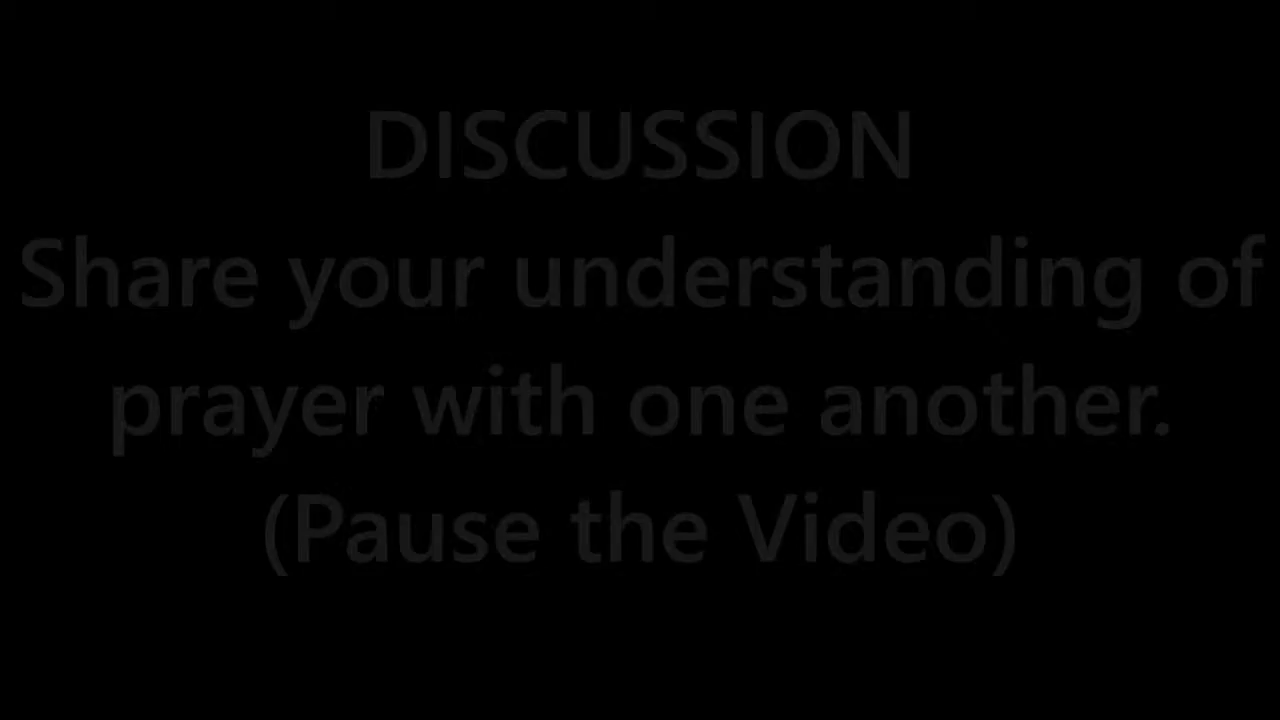 DISCUSSION
Share your understanding of
prayer with one another.
(Pause the Video)